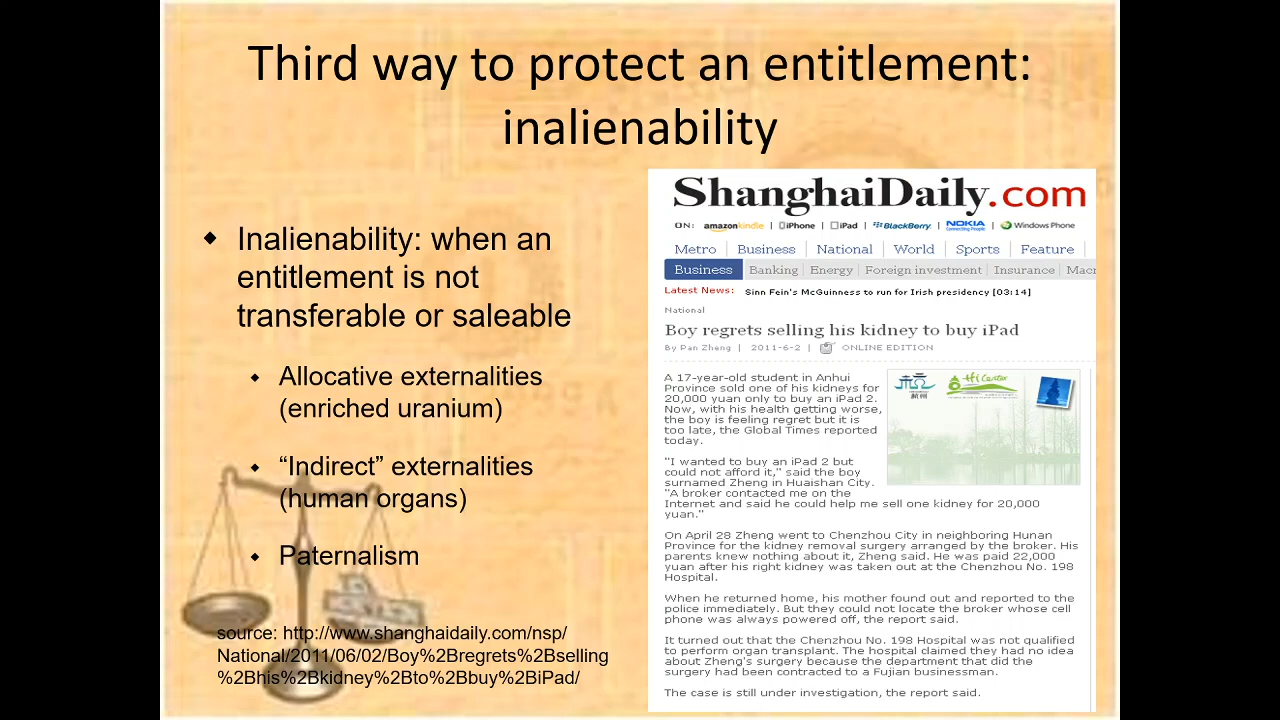 Third way to protect an entitlement:
inalienability
Inalienability: when an
entitlement is not
transferable or saleable
Allocative externalities
(enriched uranium)
“Indirect” externalities
(human organs)
Paternalism
source: http://www.shanghaidaily.com/nsp/
National/2011/06/02/Boy%2Bregrets%2Bselling
%2Bhis%2Bkidney%2Bto%2Bbuy%2BiPad/
ShanghaiDaily.com
ON: amazonkindle | iPhone | iPad | BlackBerry | NOKIA Connecting People | Windows Phone
Metro | Business | National | World | Sports | Feature |
Business Banking | Energy | Foreign investment | Insurance | Macr
Latest News: Sinn Fein's McGuinness to run for Irish presidency [03:14]
National
Boy regrets selling his kidney to buy iPad
By Pan Zheng | 2011-6-2 | ONLINE EDITION
A 17-year-old student in Anhui
Province sold one of his kidneys for
20,000 yuan only to buy an iPad 2.
Now, with his health getting worse,
the boy is feeling regret but it is
too late, the Global Times reported
today.
"I wanted to buy an iPad 2 but
could not afford it," said the boy
surnamed Zheng in Huaishan City.
"A broker contacted me on the
Internet and said he could help me sell one kidney for 20,000
yuan."
On April 28 Zheng went to Chenzhou City in neighboring Hunan
Province for the kidney removal surgery arranged by the broker. His
parents knew nothing about it, Zheng said. He was paid 22,000
yuan after his right kidney was taken out at the Chenzhou No. 198
Hospital.
When he returned home, his mother found out and reported to the
police immediately. But they could not locate the broker whose cell
phone was always powered off, the report said.
It turned out that the Chenzhou No. 198 Hospital was not qualified
to perform organ transplant. The hospital claimed they had no idea
about Zheng's surgery because the department that did the
surgery had been contracted to a Fujian businessman.
The case is still under investigation, the report said.